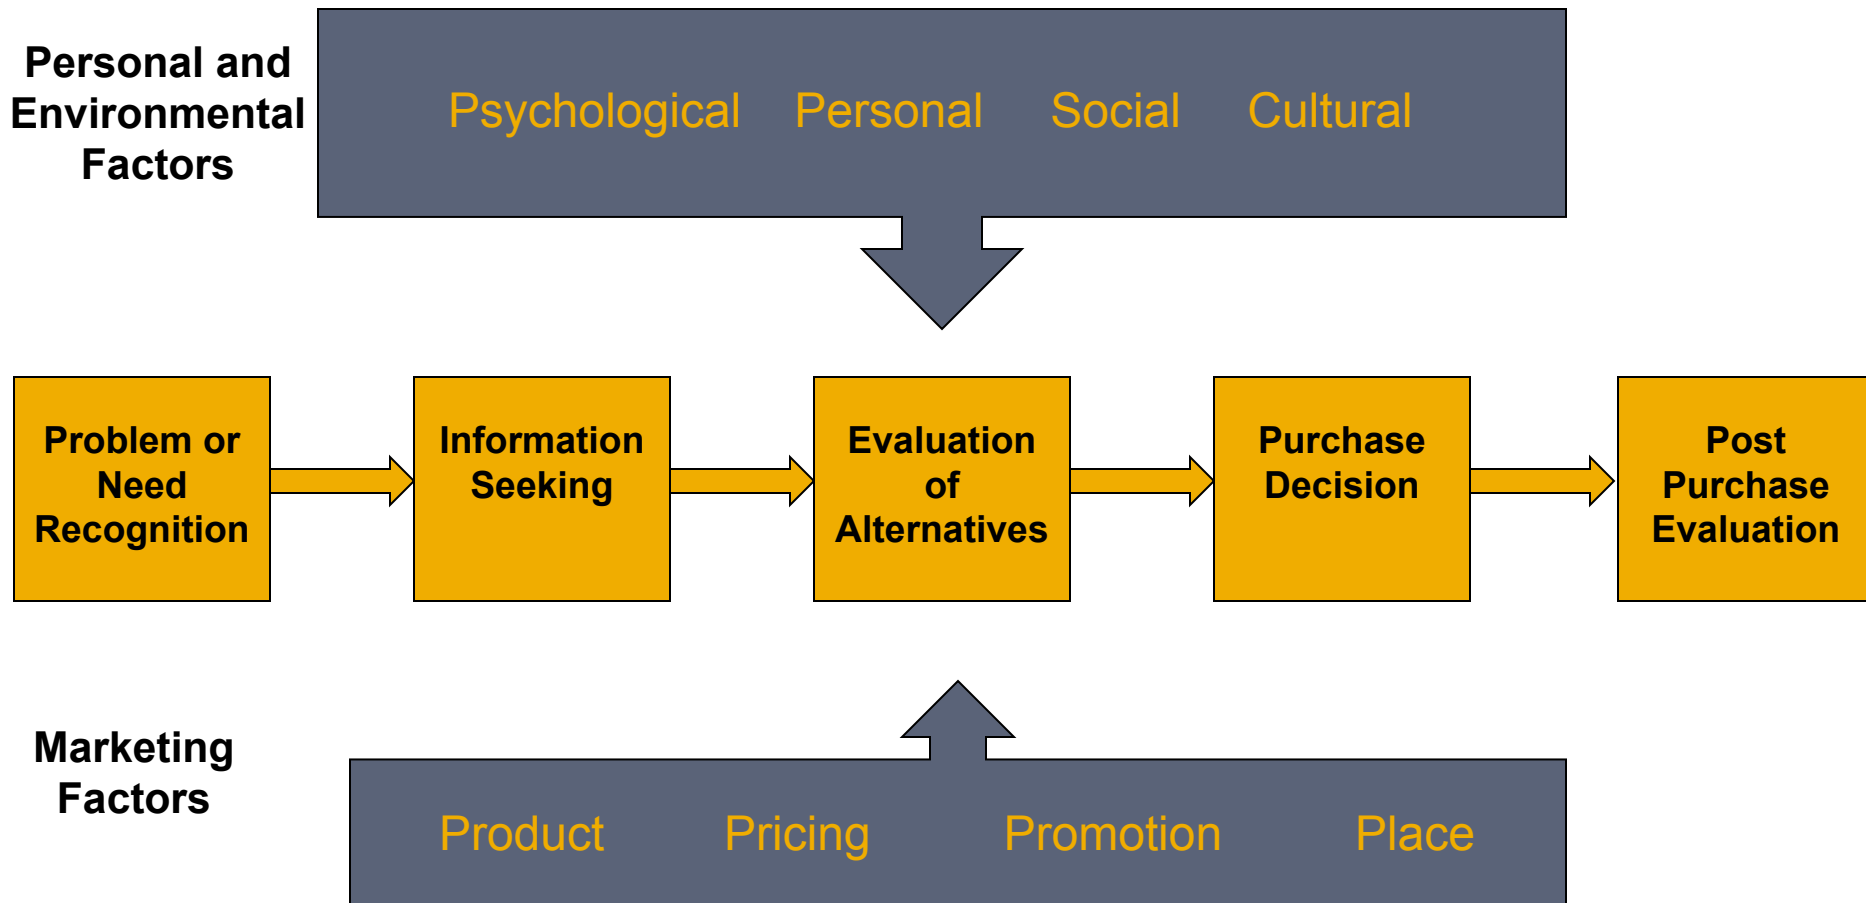 Personal and
Environmental
Factors
Psychological Personal Social Cultural
Problem or
Need
Recognition
Information
Seeking
Evaluation
of
Alternatives
Purchase
Decision
Post
Purchase
Evaluation
Marketing
Factors
Product Pricing Promotion Place